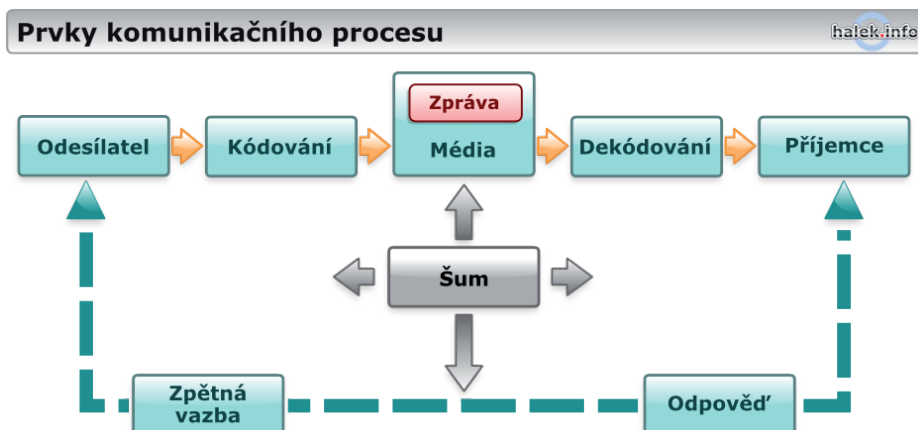 Prvky komunikačního procesu
halek.info
Zpráva
Odesílatel
Kódování
Média
Dekódování
Příjemce
Šum
Zpětná
vazba
Odpověď